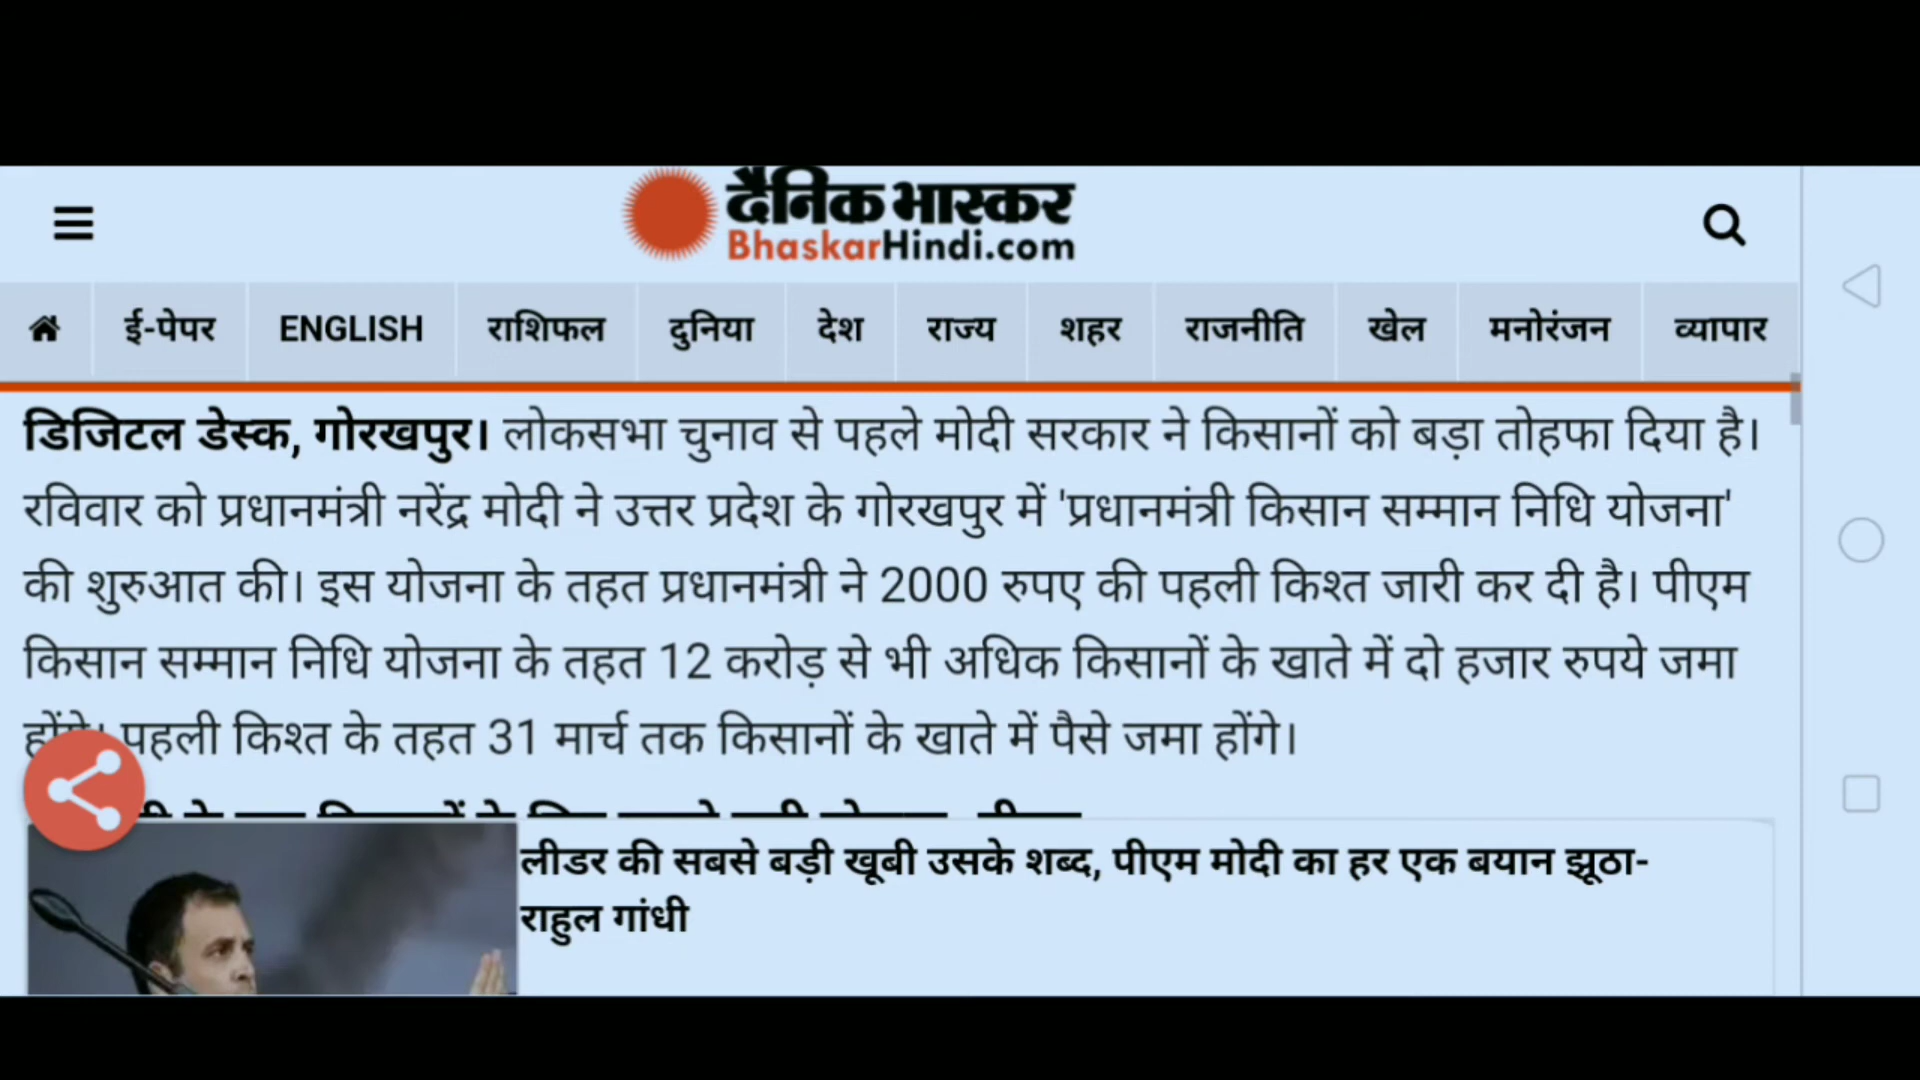 दैनिक भास्कर
BhaskarHindi.com
ई-पेपर ENGLISH राशिफल दुनिया देश राज्य शहर राजनीति खेल मनोरंजन व्यापार
डिजिटल डेस्क, गोरखपुर। लोकसभा चुनाव से पहले मोदी सरकार ने किसानों को बड़ा तोहफा दिया है।
रविवार को प्रधानमंत्री नरेंद्र मोदी ने उत्तर प्रदेश के गोरखपुर में 'प्रधानमंत्री किसान सम्मान निधि योजना'
की शुरुआत की। इस योजना के तहत प्रधानमंत्री ने 2000 रुपए की पहली किश्त जारी कर दी है। पीएम
किसान सम्मान निधि योजना के तहत 12 करोड़ से भी अधिक किसानों के खाते में दो हजार रुपये जमा
होंगे। पहली किश्त के तहत 31 मार्च तक किसानों के खाते में पैसे जमा होंगे।
लीडर की सबसे बड़ी खूबी उसके शब्द, पीएम मोदी का हर एक बयान झूठा-
राहुल गांधी